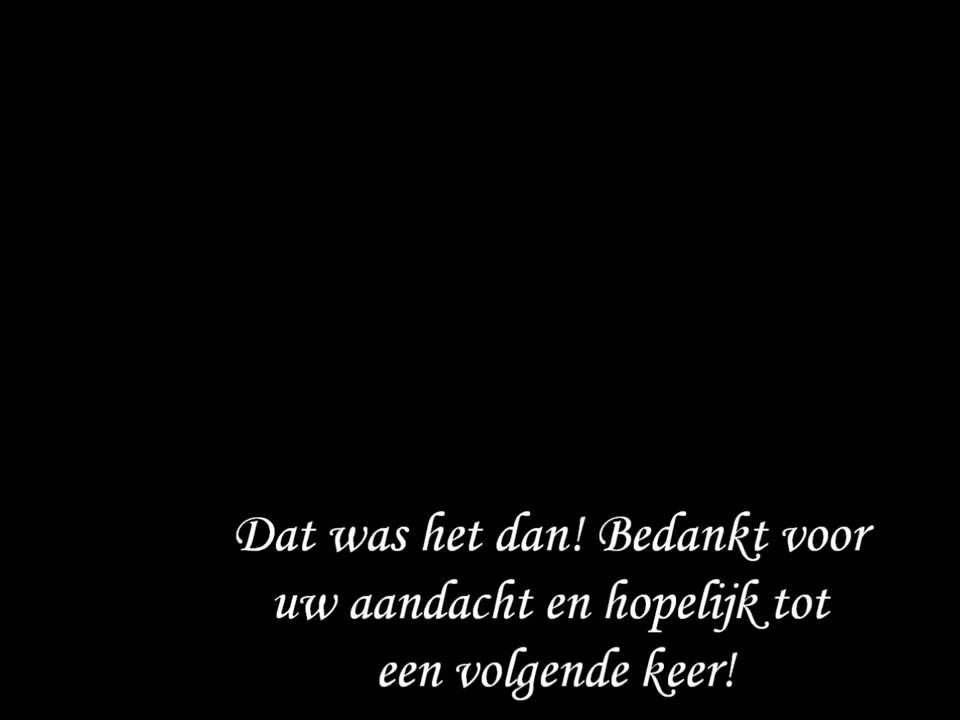 Dat was het dan! Bedankt voor
uw aandacht en hopelijk tot
een volgende keer!